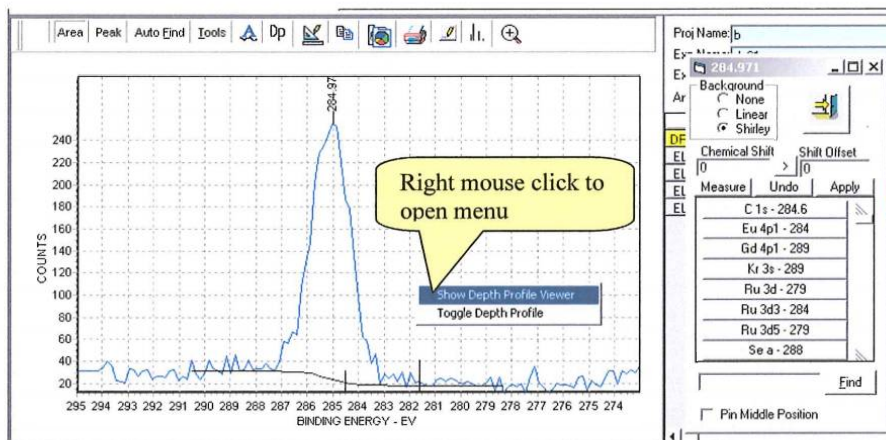 Area Peak Auto Find Tools A Dp
Proj Name: b
284.971
Background
None
Linear
Shirley
Chemical Shift Shift Offset
0 > 0
Measure Undo Apply
C 1s - 284.6
Eu 4p1 - 284
Gd 4p1 - 289
Kr 3s - 289
Ru 3d - 279
Ru 3d3 - 284
Ru 3d5 - 279
Se a - 288
Find
Pin Middle Position
DF
EL
EL
EL
EL
284.97
Right mouse click to
open menu
Show Depth Profile Viewer
Toggle Depth Profile
COUNTS
240
220
200
180
160
140
120
100
80
60
40
20
295 294 293 292 291 290 289 288 287 286 285 284 283 282 281 280 279 278 277 276 275 274
BINDING ENERGY - EV